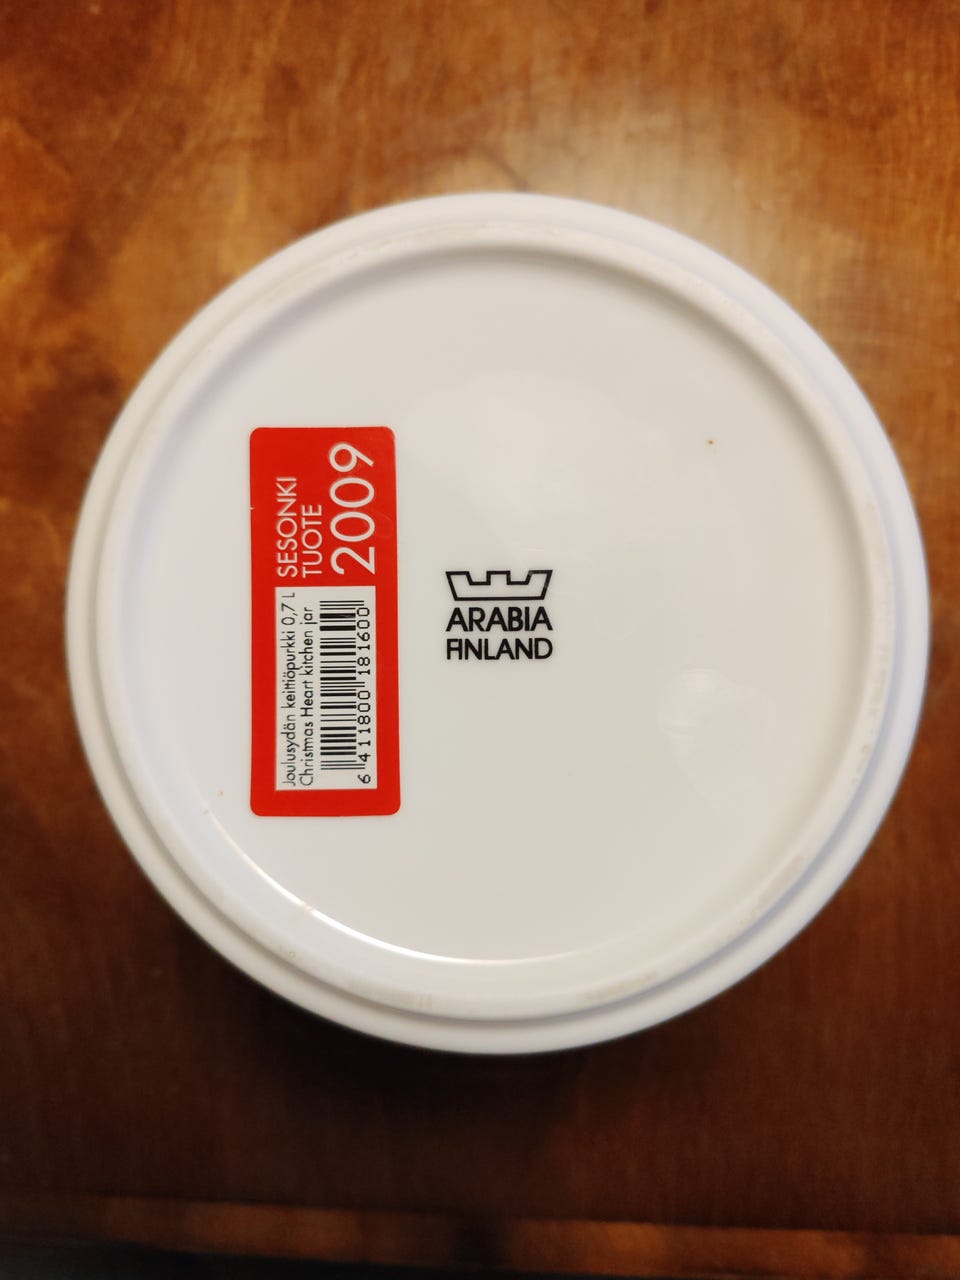 SESONKI
TUOTE
2009
Joulusydän keittiöpurkki 0,7 L
Christmas Heart kitchen jar
6 411800 181600
ARABIA
FINLAND